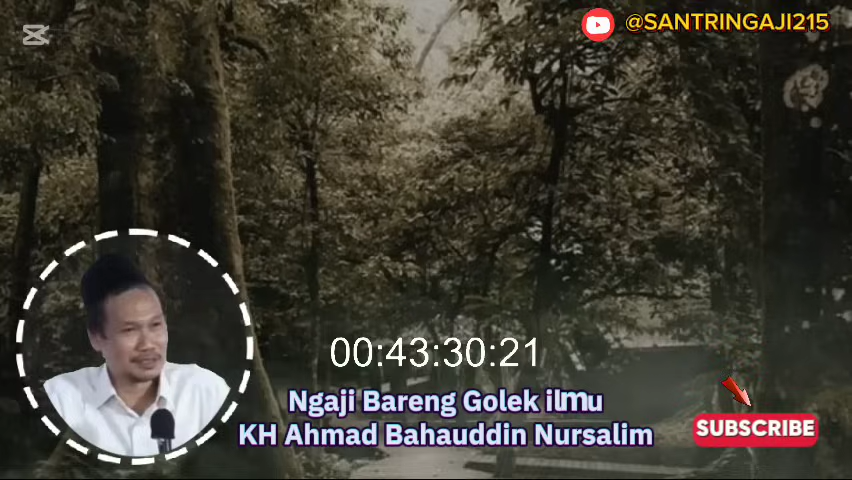 @SANTRINGAJI215
00:43:30:21
Ngaji Bareng Golek ilmu
KH Ahmad Bahauddin Nursalim
SUBSCRIBE